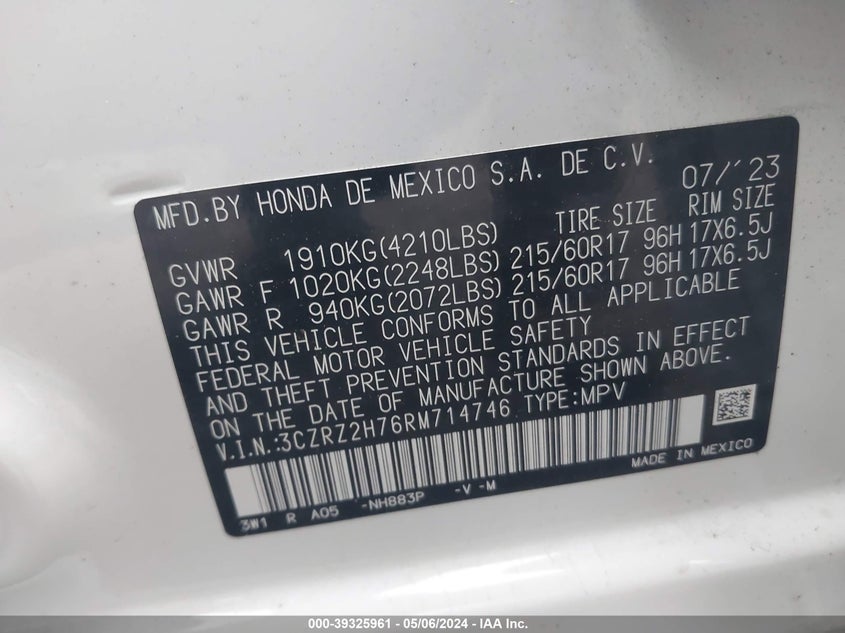 MFD.BY HONDA DE MEXICO S.A. DE C.V. 07/'23
TIRE SIZE RIM SIZE
GVWR 1910KG(4210LBS)
GAWR F 1020KG(2248LBS) 215/60R17 96H 17X6.5J
GAWR R 940KG(2072LBS) 215/60R17 96H 17X6.5J
THIS VEHICLE CONFORMS TO ALL APPLICABLE
FEDERAL MOTOR VEHICLE SAFETY
AND THEFT PREVENTION STANDARDS IN EFFECT
ON THE DATE OF MANUFACTURE SHOWN ABOVE.
V.I.N.:3CZRZ2H76RM714746 TYPE:MPV
3W1 R A05 -NH883P -V -M MADE IN MEXICO
000-39325961 - 05/06/2024 - IAA, Inc.